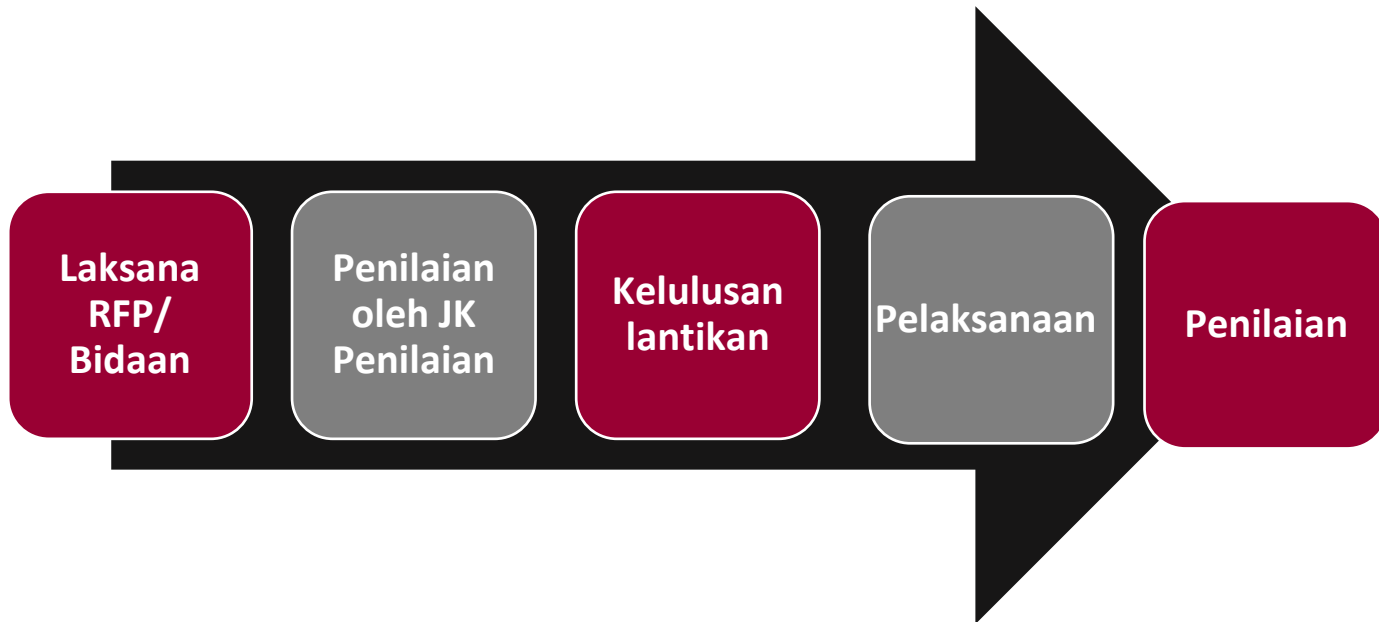 Laksana
RFP/
Bidaan
Penilaian
oleh JK
Penilaian
Kelulusan
lantikan
Pelaksanaan
Penilaian